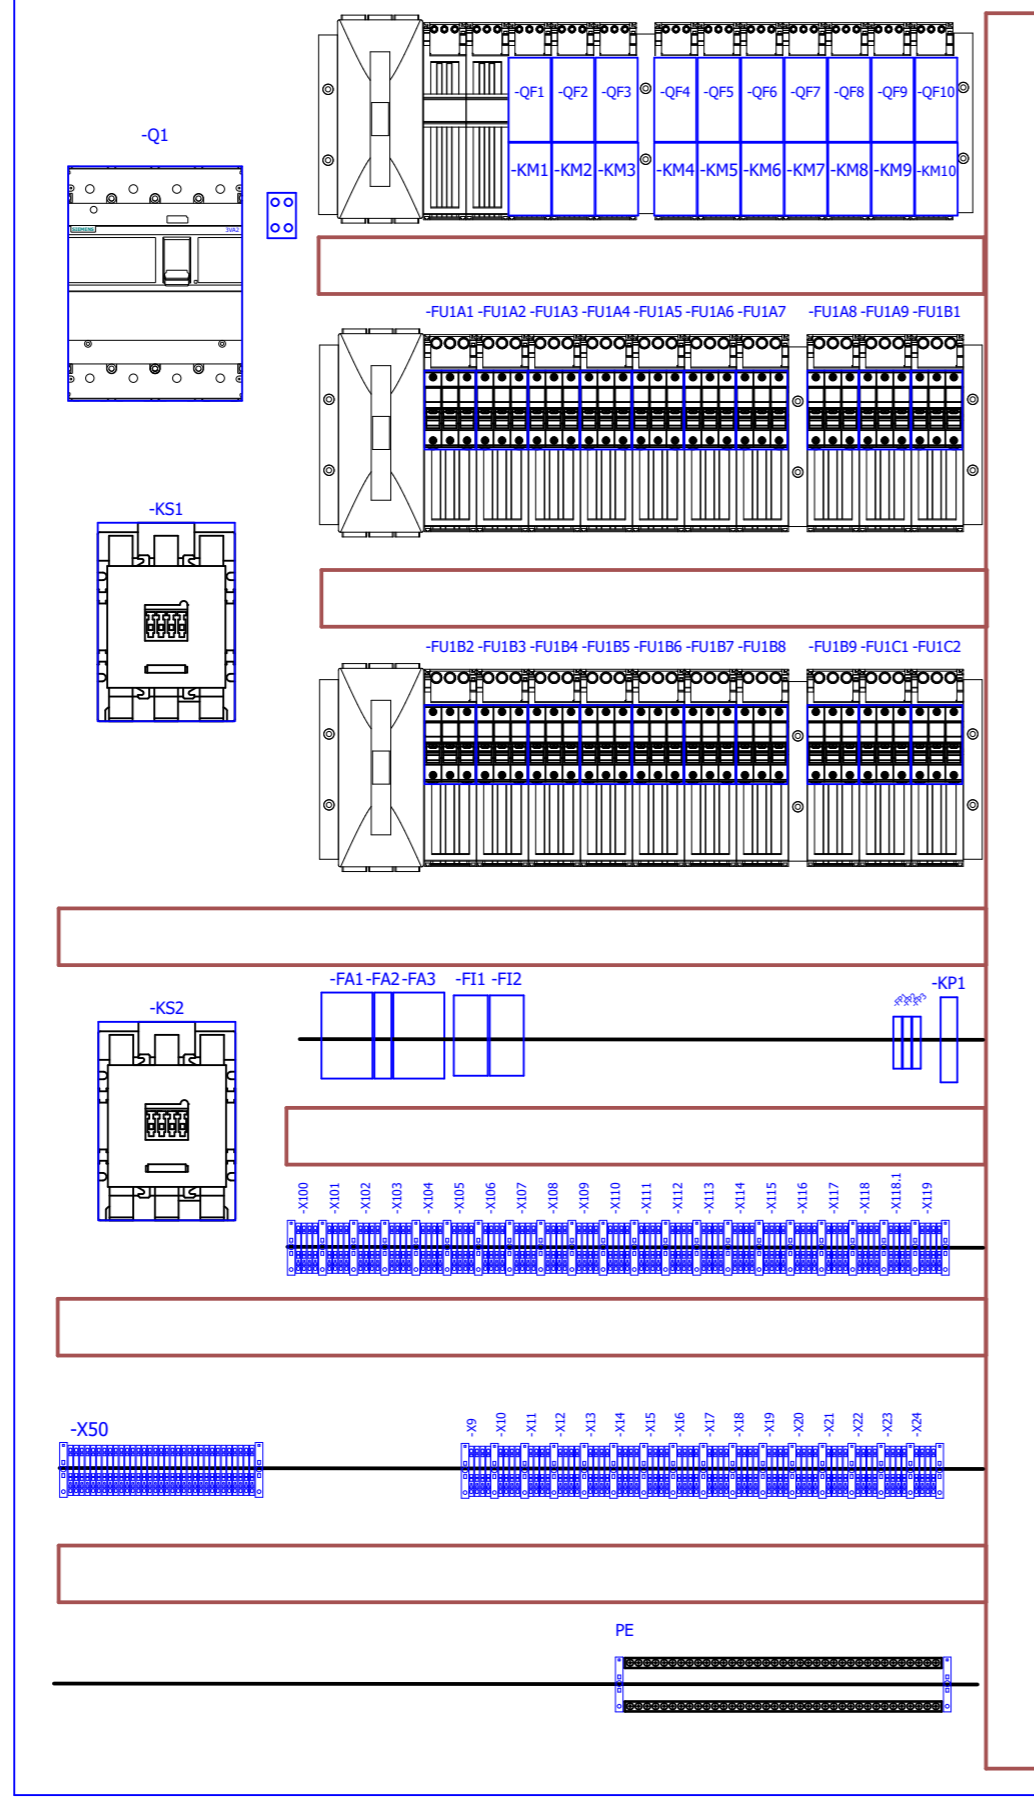 -Q1
SIEMENS
3VA2
-QF1 -QF2 -QF3 -QF4 -QF5 -QF6 -QF7 -QF8 -QF9 -QF10
-KM1 -KM2 -KM3 -KM4 -KM5 -KM6 -KM7 -KM8 -KM9 -KM10
-FU1A1 -FU1A2 -FU1A3 -FU1A4 -FU1A5 -FU1A6 -FU1A7 -FU1A8 -FU1A9 -FU1B1
-KS1
-FU1B2 -FU1B3 -FU1B4 -FU1B5 -FU1B6 -FU1B7 -FU1B8 -FU1B9 -FU1C1 -FU1C2
-FA1 -FA2 -FA3 -FI1 -FI2 -KP1
-KS2
-X100 -X101 -X102 -X103 -X104 -X105 -X106 -X107 -X108 -X109 -X110 -X111 -X112 -X113 -X114 -X115 -X116 -X117 -X118 -X118.1 -X119
-X50
-X9 -X10 -X11 -X12 -X13 -X14 -X15 -X16 -X17 -X18 -X19 -X20 -X21 -X22 -X23 -X24
PE